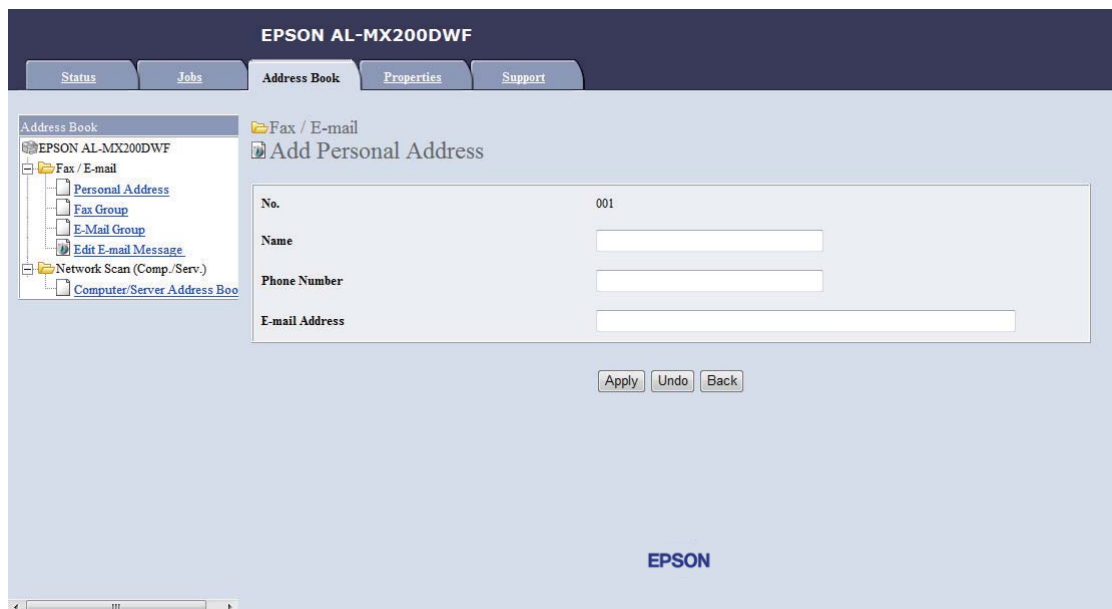 EPSON AL-MX200DWF
Status Jobs Address Book Properties Support
Address Book
EPSON AL-MX200DWF
Fax / E-mail
Personal Address
Fax Group
E-Mail Group
Edit E-mail Message
Network Scan (Comp./Serv.)
Computer/Server Address Boo
Fax / E-mail
Add Personal Address
No. 001
Name
Phone Number
E-mail Address
Apply Undo Back
EPSON